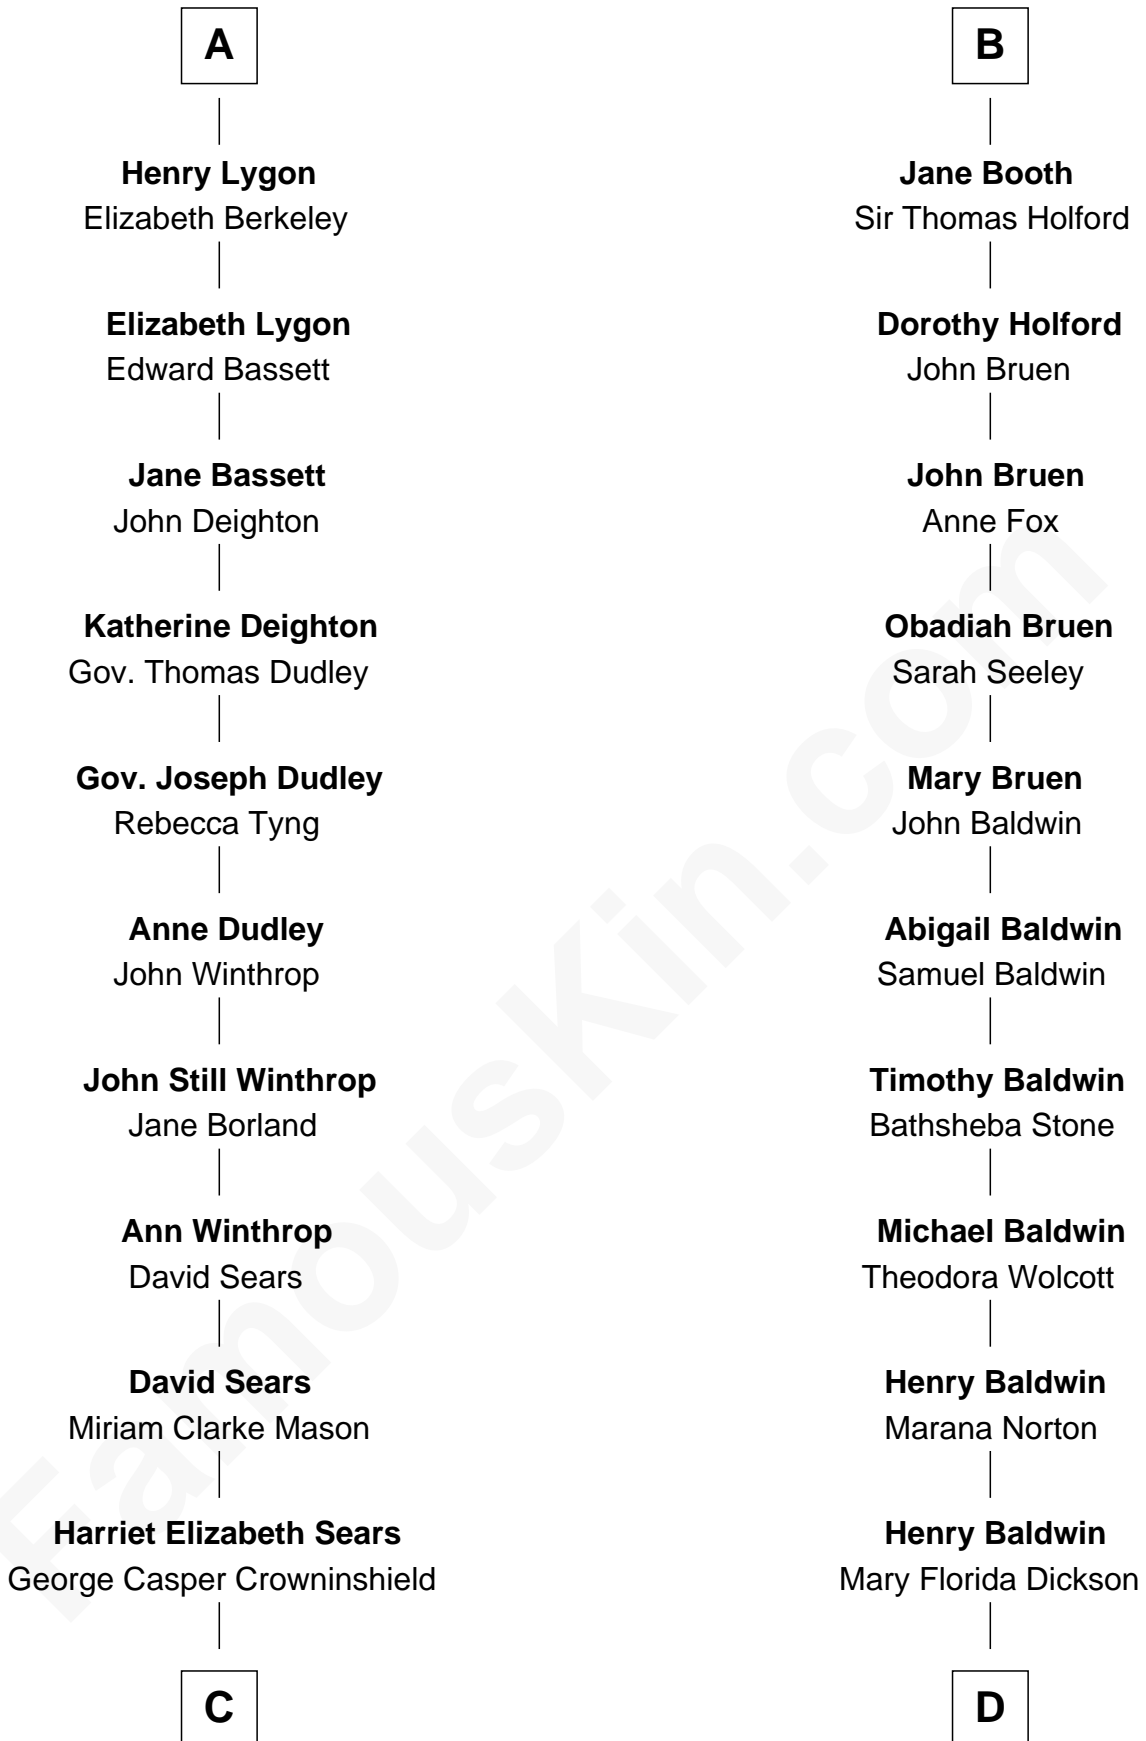 A
Henry Lygon
Elizabeth Berkeley
Elizabeth Lygon
Edward Bassett
Jane Bassett
John Deighton
Katherine Deighton
Gov. Thomas Dudley
Gov. Joseph Dudley
Rebecca Tyng
Anne Dudley
John Winthrop
John Still Winthrop
Jane Borland
Ann Winthrop
David Sears
David Sears
Miriam Clarke Mason
Harriet Elizabeth Sears
George Casper Crowninshield
C
B
Jane Booth
Sir Thomas Holford
Dorothy Holford
John Bruen
John Bruen
Anne Fox
Obadiah Bruen
Sarah Seeley
Mary Bruen
John Baldwin
Abigail Baldwin
Samuel Baldwin
Timothy Baldwin
Bathsheba Stone
Michael Baldwin
Theodora Wolcott
Henry Baldwin
Marana Norton
Henry Baldwin
Mary Florida Dickson
D
FamousKin.com